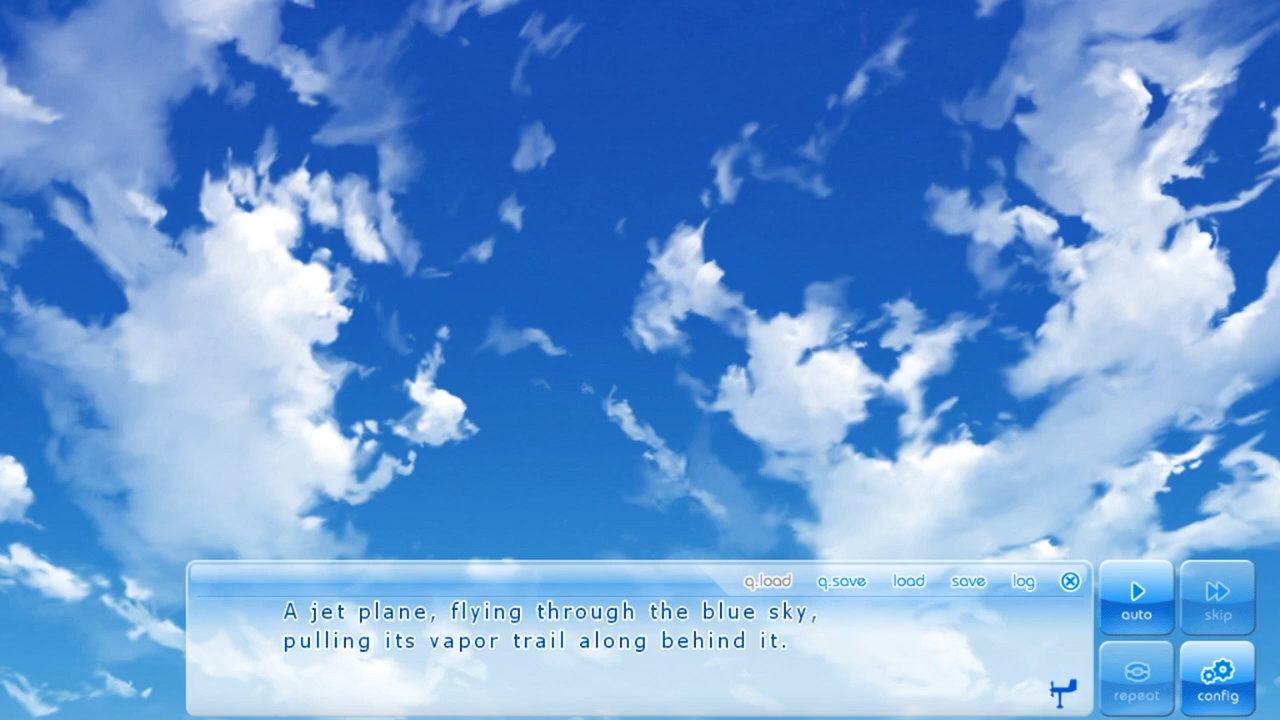 q.load q.save load save log
A jet plane, flying through the blue sky,
pulling its vapor trail along behind it.
auto
skip
repeat
config